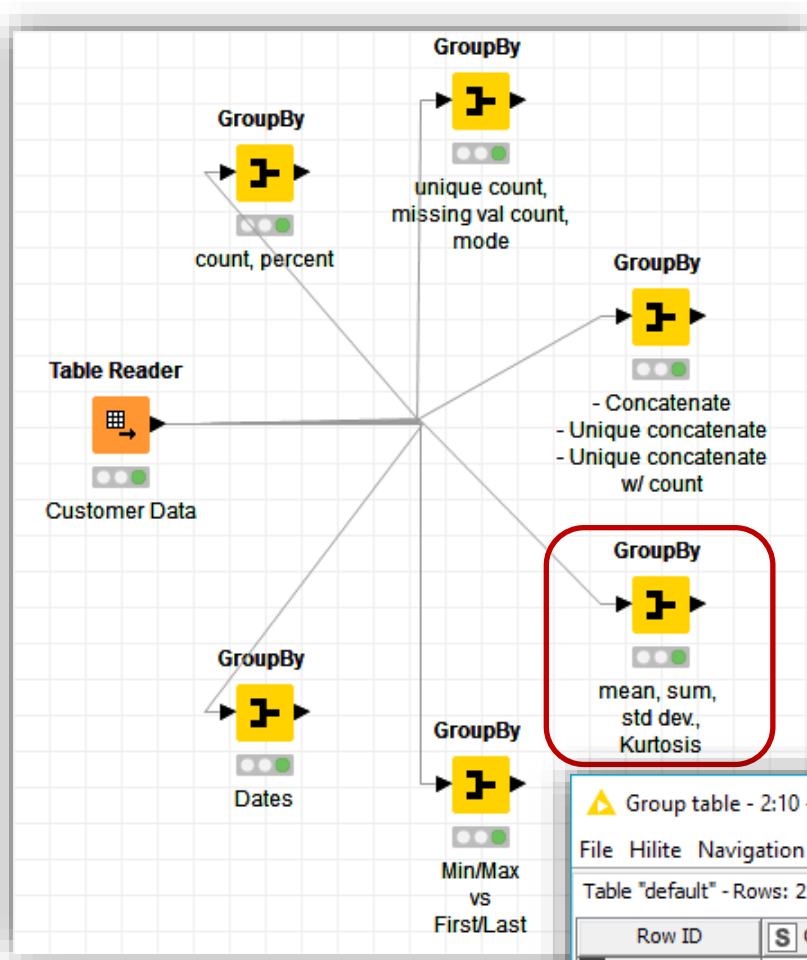 GroupBy
unique count,
missing val count,
mode
GroupBy
count, percent
GroupBy
- Concatenate
- Unique concatenate
- Unique concatenate
w/ count
Table Reader
Customer Data
GroupBy
mean, sum,
std dev.,
Kurtosis
GroupBy
Dates
GroupBy
Min/Max
vs
First/Last
Group table - 2:10
File Hilite Navigation
Table "default" - Rows: 2
Row ID S